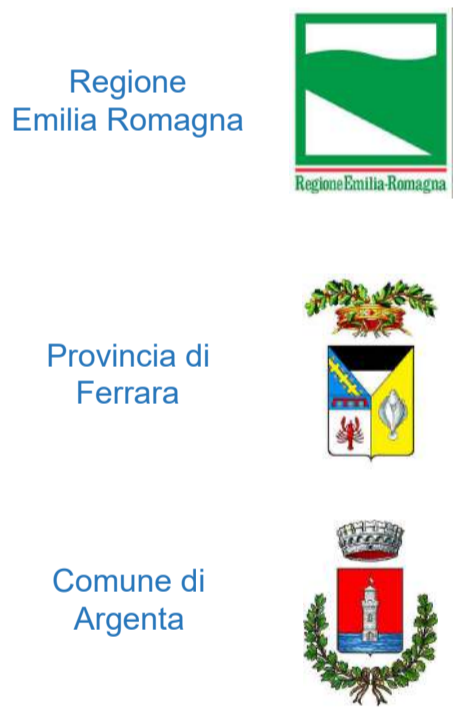 Regione
Emilia Romagna
RegioneEmilia-Romagna
Provincia di
Ferrara
Comune di
Argenta